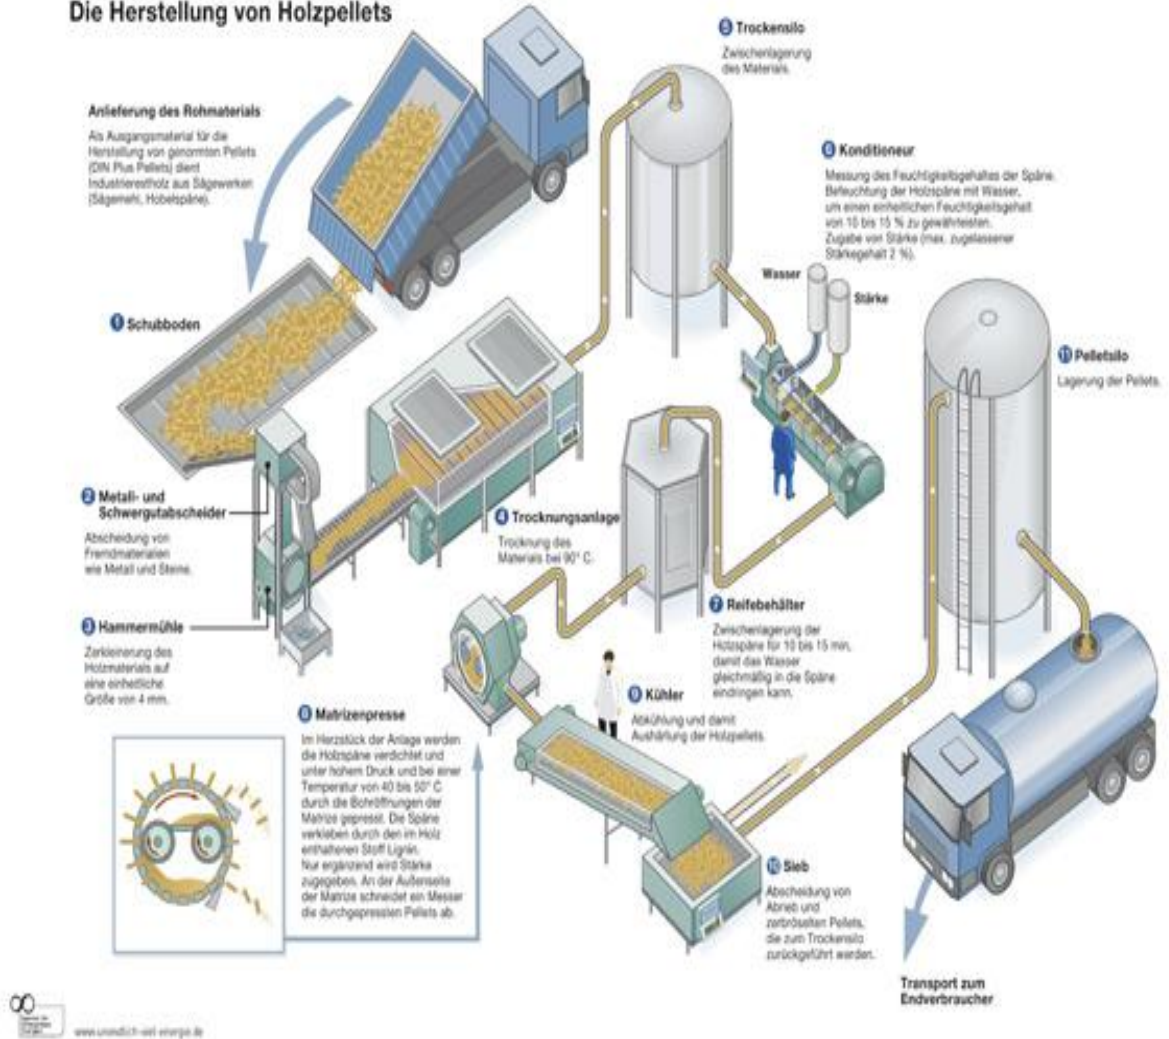 Die Herstellung von Holzpellets
Anlieferung des Rohmaterials
Als Ausgangsmaterial für die
Herstellung von genormten Pellets
(DIN Plus Pellets) dient
Industrierestholz aus Sägewerken
(Sägemehl, Hobelspäne).
1 Schubboden
2 Metall- und
Schwergutabscheider
Abscheidung von
Fremdmaterialien
wie Metall und Steine.
3 Hammermühle
Zerkleinerung des
Holzmaterials auf
eine einheitliche
Größe von 4 mm.
4 Trocknungsanlage
Trocknung des
Materials bei 90° C.
5 Trockensilo
Zwischenlagerung
des Materials.
6 Konditioneur
Messung des Feuchtigkeitsgehaltes der Späne.
Befeuchtung der Holzspäne mit Wasser,
um einen einheitlichen Feuchtigkeitsgehalt
von 10 bis 15 % zu gewährleisten.
Zugabe von Stärke (max. zugelassener
Stärkegehalt 2 %).
Wasser
Stärke
7 Reifebehälter
Zwischenlagerung der
Holzspäne für 10 bis 15 min,
damit das Wasser
gleichmäßig in die Späne
eindringen kann.
8 Matrizenpresse
Im Herzstück der Anlage werden
die Holzspäne verdichtet und
unter hohem Druck und bei einer
Temperatur von 40 bis 50° C
durch die Bohröffnungen der
Matrize gepresst. Die Späne
verkleben durch den im Holz
enthaltenen Stoff Lignin.
Nur ergänzend wird Stärke
zugegeben. An der Außenseite
der Matrize schneidet ein Messer
die durchgepressten Pellets ab.
9 Kühler
Abkühlung und damit
Aushärtung der Holzpellets.
10 Sieb
Abscheidung von
Abrieb und
zerbröselten Pellets,
die zum Trockensilo
zurückgeführt werden.
11 Pelletsilo
Lagerung der Pellets.
Transport zum
Endverbraucher
www.unendlich-viel-energie.de